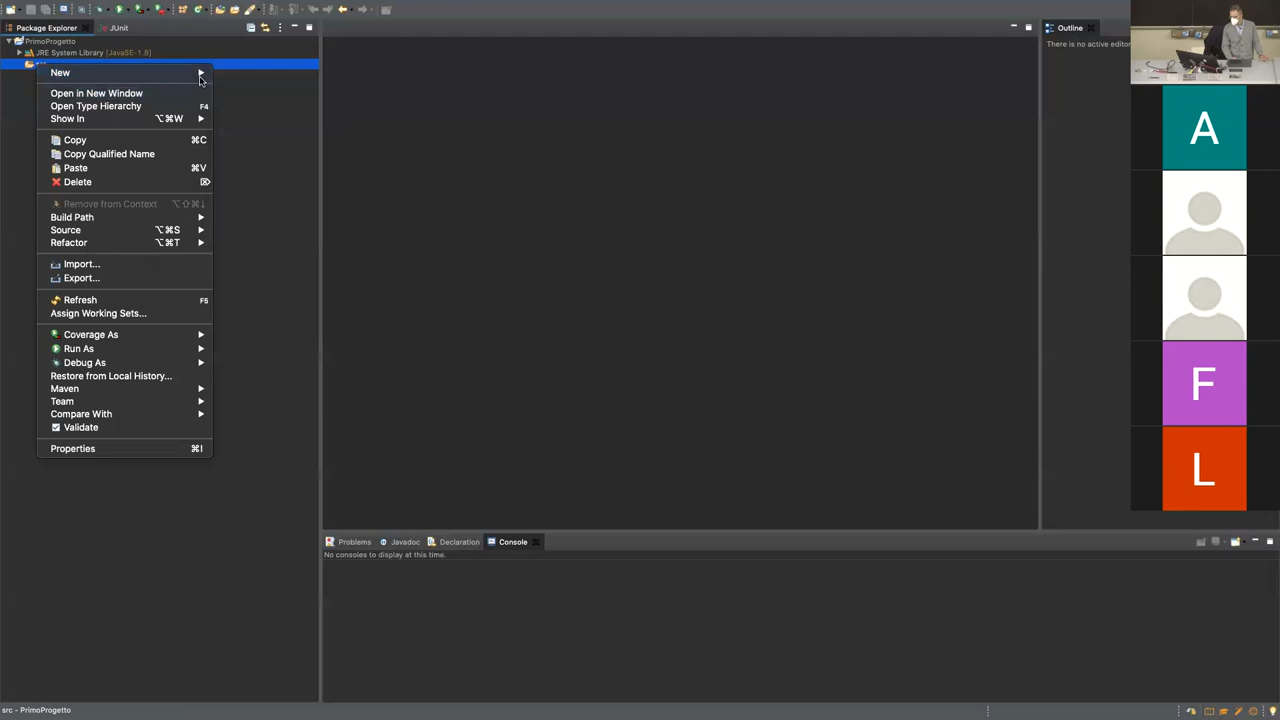 Package Explorer
JUnit
Outline
PrimoProgetto
JRE System Library [JavaSE-1.8]
There is no active editor
New
Open in New Window
Open Type Hierarchy F4
Show In ⌥⌘W
Copy ⌘C
Copy Qualified Name
Paste ⌘V
Delete ⌦
Remove from Context ⌥⇧⌘↓
Build Path
Source ⌥⌘S
Refactor ⌥⌘T
Import...
Export...
Refresh F5
Assign Working Sets...
Coverage As
Run As
Debug As
Restore from Local History...
Maven
Team
Compare With
Validate
Properties ⌘I
A
F
L
Problems
Javadoc
Declaration
Console
No consoles to display at this time.
src - PrimoProgetto